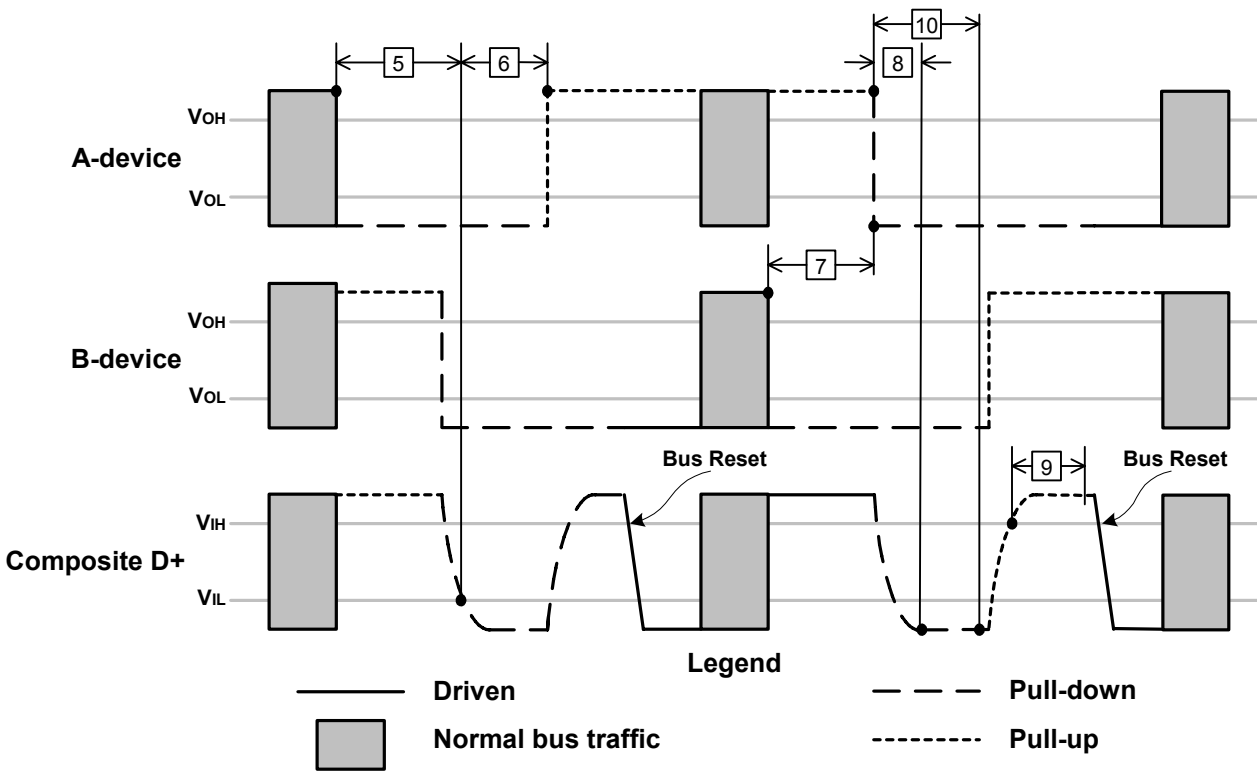 10
5
6
8
VOH
A-device
VOL
7
VOH
B-device
VOL
Bus Reset
9
Bus Reset
VIH
Composite D+
VIL
Legend
Driven
Pull-down
Normal bus traffic
Pull-up